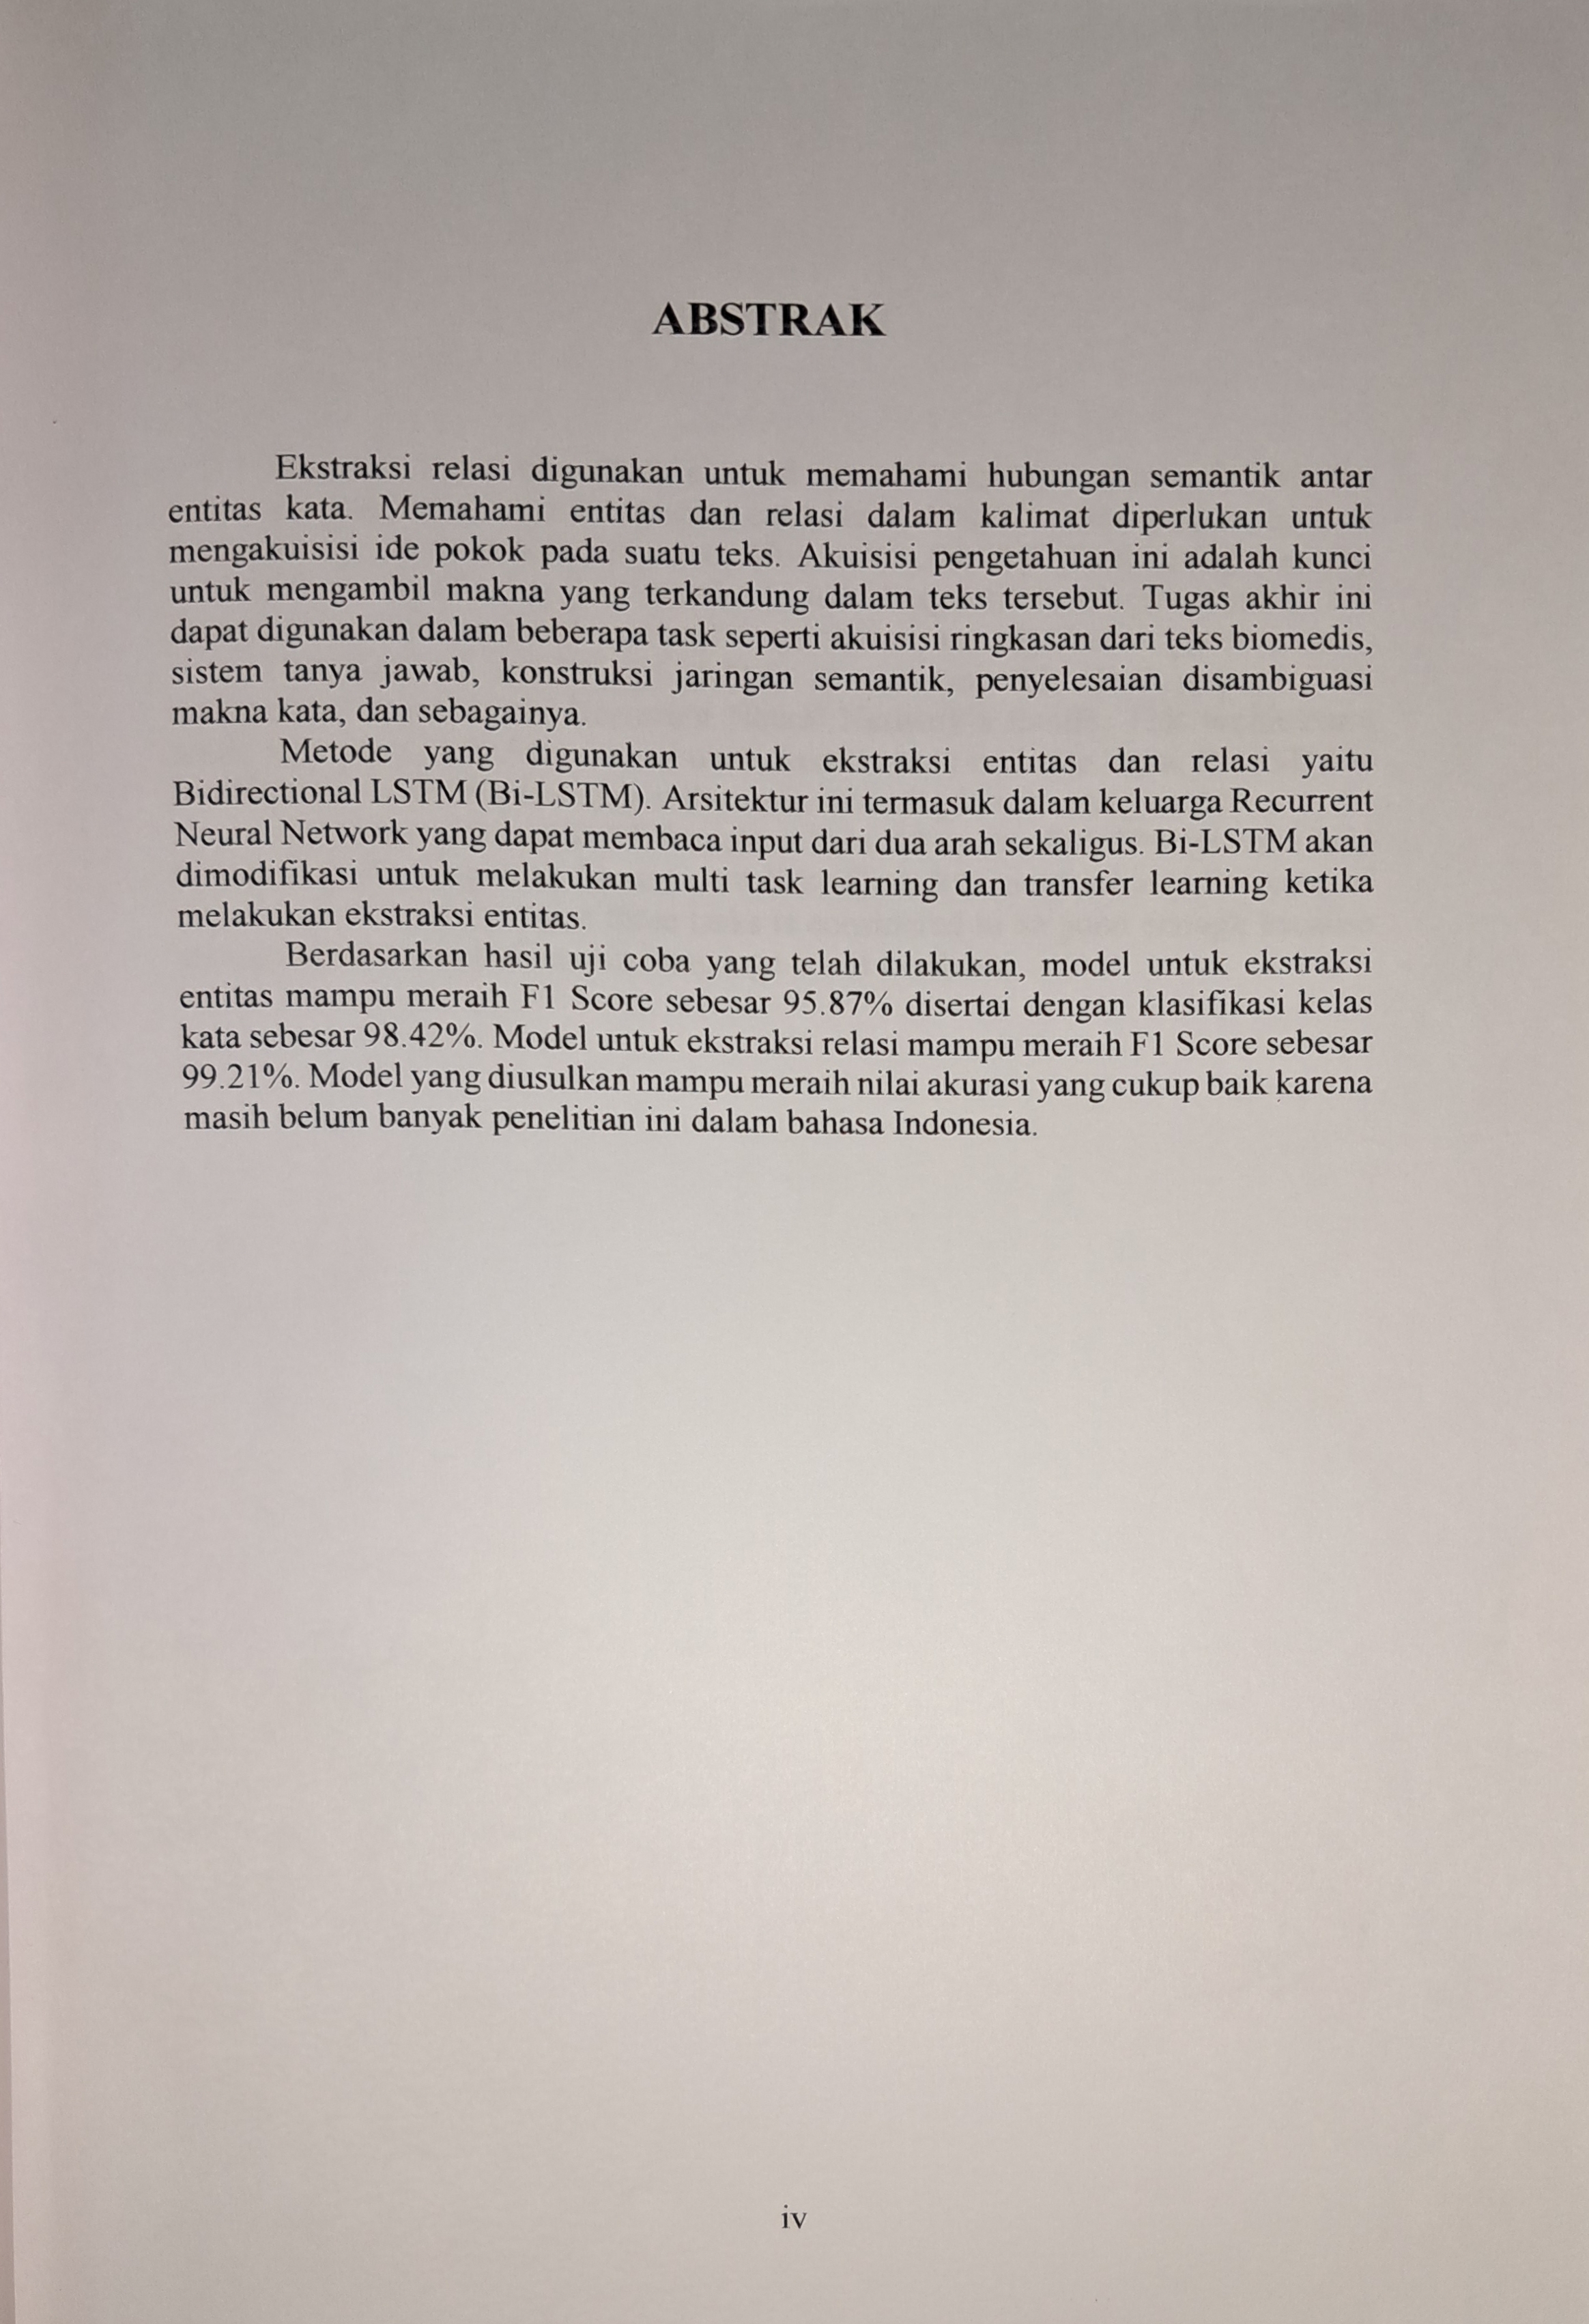 ABSTRAK
Ekstraksi relasi digunakan untuk memahami hubungan semantik antar
entitas kata. Memahami entitas dan relasi dalam kalimat diperlukan untuk
mengakuisisi ide pokok pada suatu teks. Akuisisi pengetahuan ini adalah kunci
untuk mengambil makna yang terkandung dalam teks tersebut. Tugas akhir ini
dapat digunakan dalam beberapa task seperti akuisisi ringkasan dari teks biomedis,
sistem tanya jawab, konstruksi jaringan semantik, penyelesaian disambiguasi
makna kata, dan sebagainya.
Metode yang digunakan untuk ekstraksi entitas dan relasi yaitu
Bidirectional LSTM (Bi-LSTM). Arsitektur ini termasuk dalam keluarga Recurrent
Neural Network yang dapat membaca input dari dua arah sekaligus. Bi-LSTM akan
dimodifikasi untuk melakukan multi task learning dan transfer learning ketika
melakukan ekstraksi entitas.
Berdasarkan hasil uji coba yang telah dilakukan, model untuk ekstraksi
entitas mampu meraih F1 Score sebesar 95.87% disertai dengan klasifikasi kelas
kata sebesar 98.42%. Model untuk ekstraksi relasi mampu meraih F1 Score sebesar
99.21%. Model yang diusulkan mampu meraih nilai akurasi yang cukup baik karena
masih belum banyak penelitian ini dalam bahasa Indonesia.
iv